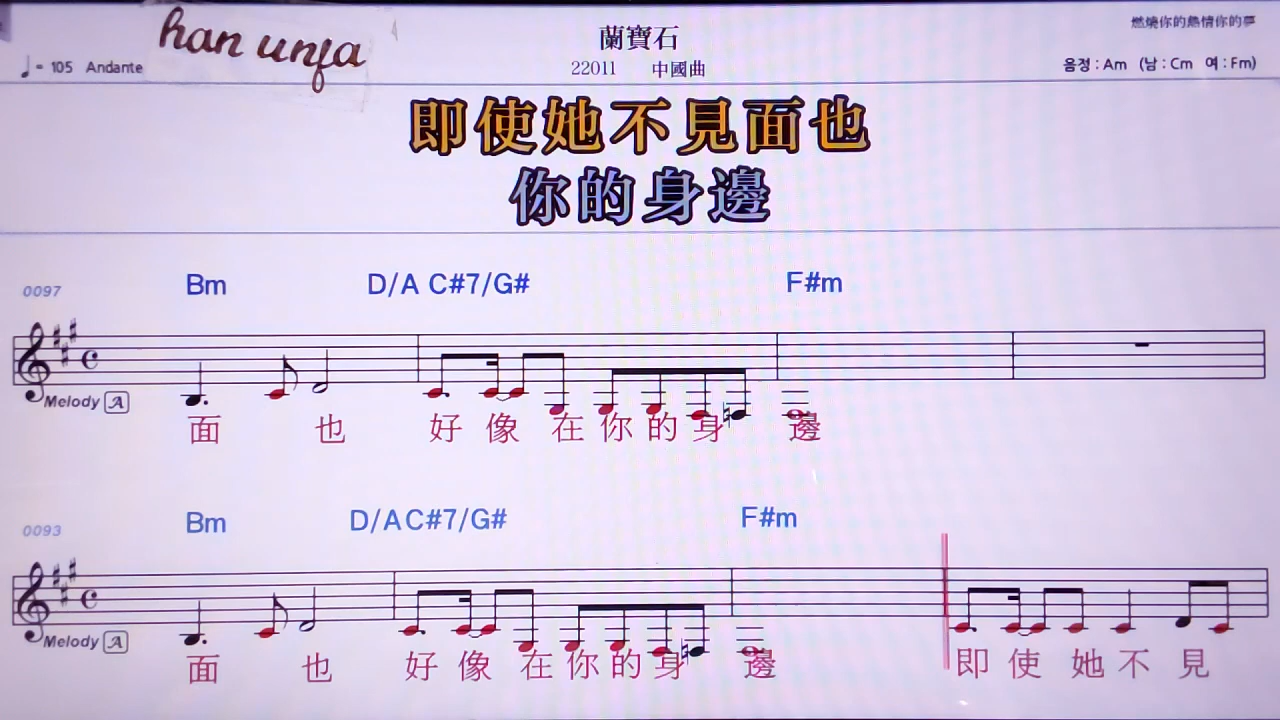 han unja
蘭寶石
燃燒你的熱情你的夢
♩= 105 Andante
22011 中國曲
음정 : Am (남 : Cm 여 : Fm)
即使她不見面也
你的身邊
0097
Bm D/A C#7/G# F#m
Melody A
面 也 好 像 在 你 的 身 邊
0093
Bm D/A C#7/G# F#m
Melody A
面 也 好 像 在 你 的 身 邊 即 使 她 不 見